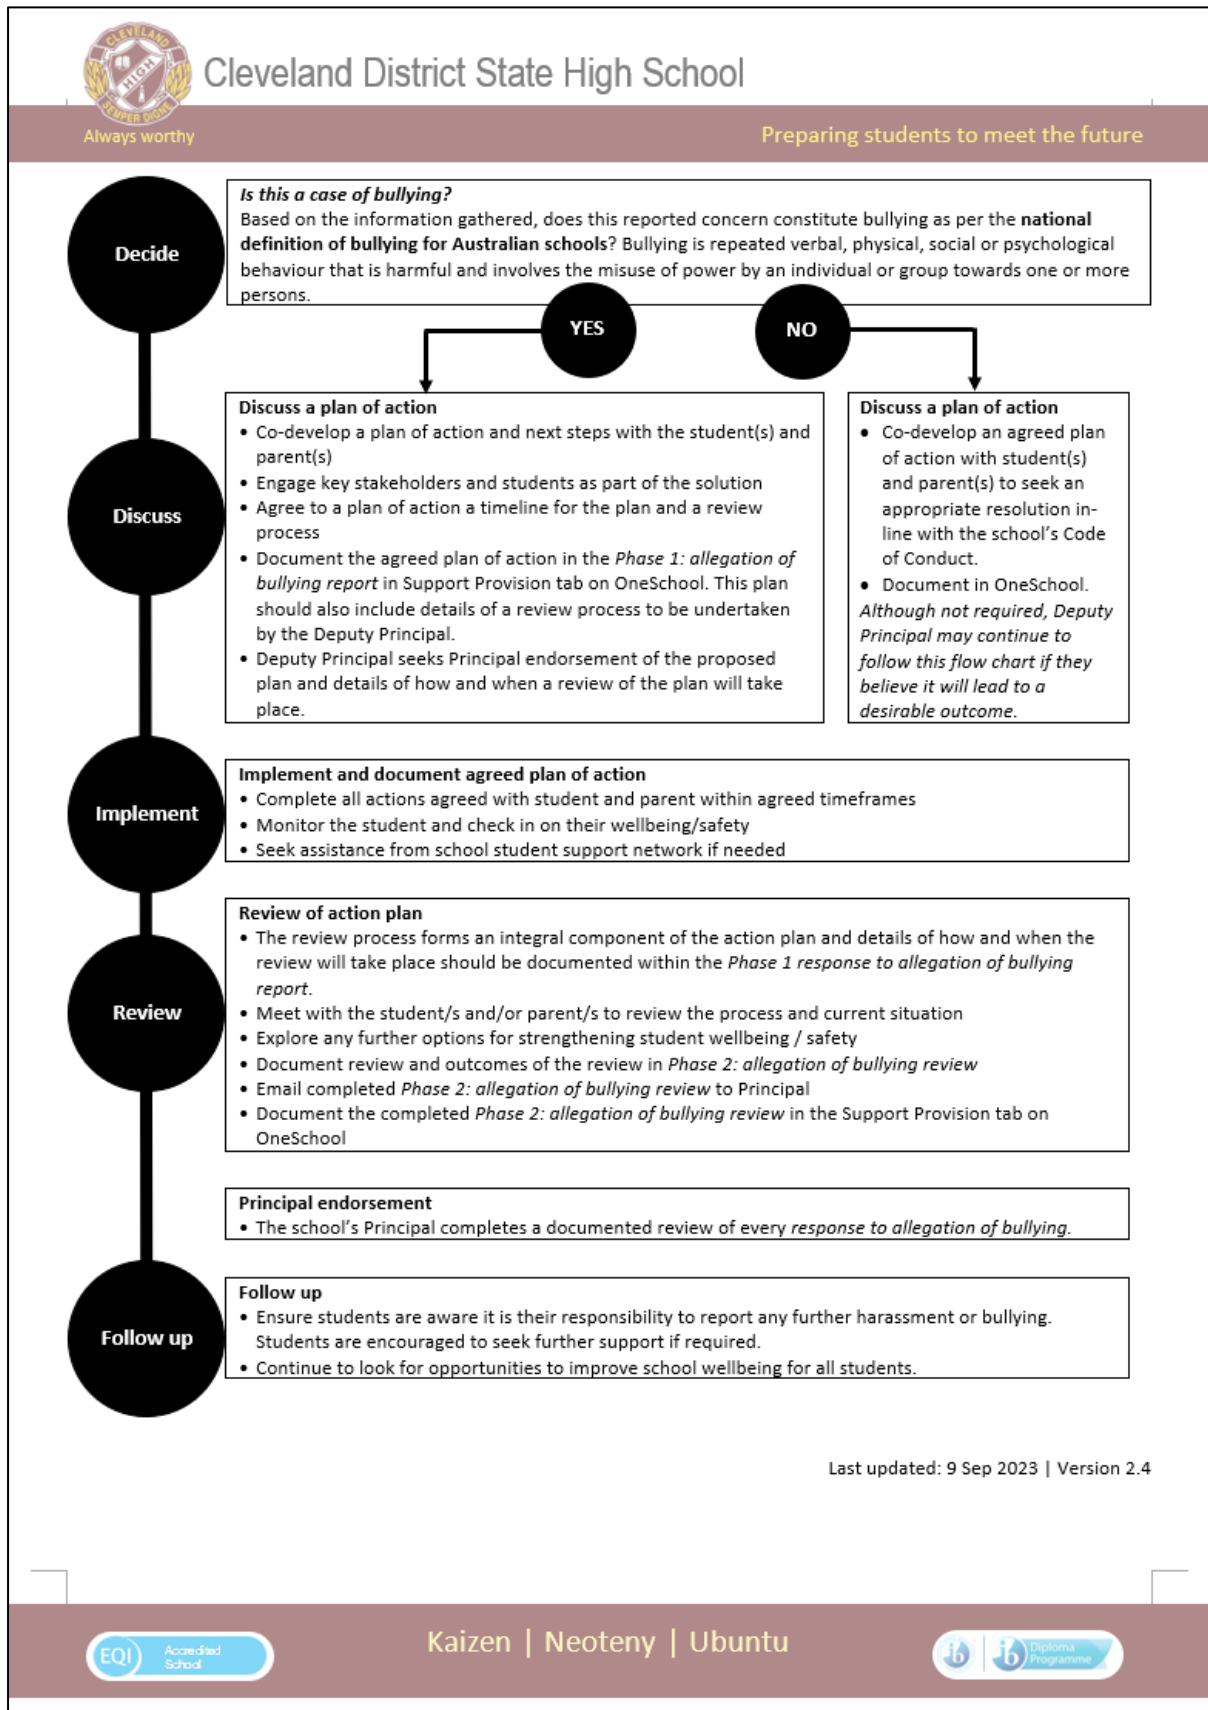 CLEVELAND
HIGH
SEMPER DIGNE
Cleveland District State High School
Always worthy
Preparing students to meet the future
Decide
Is this a case of bullying?
Based on the information gathered, does this reported concern constitute bullying as per the national
definition of bullying for Australian schools? Bullying is repeated verbal, physical, social or psychological
behaviour that is harmful and involves the misuse of power by an individual or group towards one or more
persons.
YES
NO
Discuss
Discuss a plan of action
• Co-develop a plan of action and next steps with the student(s) and
parent(s)
• Engage key stakeholders and students as part of the solution
• Agree to a plan of action a timeline for the plan and a review
process
• Document the agreed plan of action in the Phase 1: allegation of
bullying report in Support Provision tab on OneSchool. This plan
should also include details of a review process to be undertaken
by the Deputy Principal.
• Deputy Principal seeks Principal endorsement of the proposed
plan and details of how and when a review of the plan will take
place.
Discuss a plan of action
• Co-develop an agreed plan
of action with student(s)
and parent(s) to seek an
appropriate resolution in-
line with the school's Code
of Conduct.
• Document in OneSchool.
Although not required, Deputy
Principal may continue to
follow this flow chart if they
believe it will lead to a
desirable outcome.
Implement
Implement and document agreed plan of action
• Complete all actions agreed with student and parent within agreed timeframes
• Monitor the student and check in on their wellbeing/safety
• Seek assistance from school student support network if needed
Review
Review of action plan
• The review process forms an integral component of the action plan and details of how and when the
review will take place should be documented within the Phase 1 response to allegation of bullying
report.
• Meet with the student/s and/or parent/s to review the process and current situation
• Explore any further options for strengthening student wellbeing / safety
• Document review and outcomes of the review in Phase 2: allegation of bullying review
• Email completed Phase 2: allegation of bullying review to Principal
• Document the completed Phase 2: allegation of bullying review in the Support Provision tab on
OneSchool
Principal endorsement
• The school's Principal completes a documented review of every response to allegation of bullying.
Follow up
Follow up
• Ensure students are aware it is their responsibility to report any further harassment or bullying.
Students are encouraged to seek further support if required.
• Continue to look for opportunities to improve school wellbeing for all students.
Last updated: 9 Sep 2023 | Version 2.4
EQI
Accredited
School
Kaizen | Neoteny | Ubuntu
ib
ib
Diploma
Programme